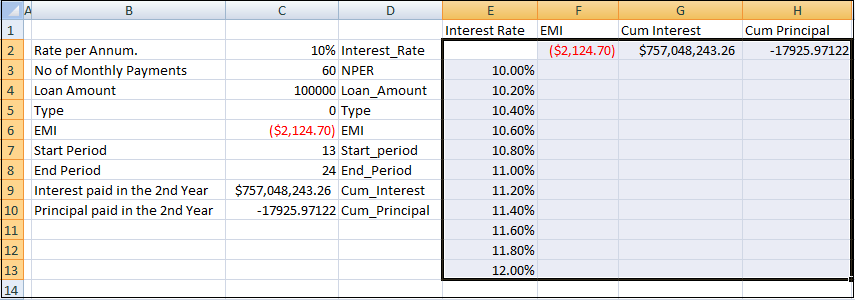 A B C D E F G H
1 Interest Rate EMI Cum Interest Cum Principal
2 Rate per Annum. 10% Interest_Rate ($2,124.70) $757,048,243.26 -17925.97122
3 No of Monthly Payments 60 NPER 10.00%
4 Loan Amount 100000 Loan_Amount 10.20%
5 Type 0 Type 10.40%
6 EMI ($2,124.70) EMI 10.60%
7 Start Period 13 Start_period 10.80%
8 End Period 24 End_Period 11.00%
9 Interest paid in the 2nd Year $757,048,243.26 Cum_Interest 11.20%
10 Principal paid in the 2nd Year -17925.97122 Cum_Principal 11.40%
11 11.60%
12 11.80%
13 12.00%
14